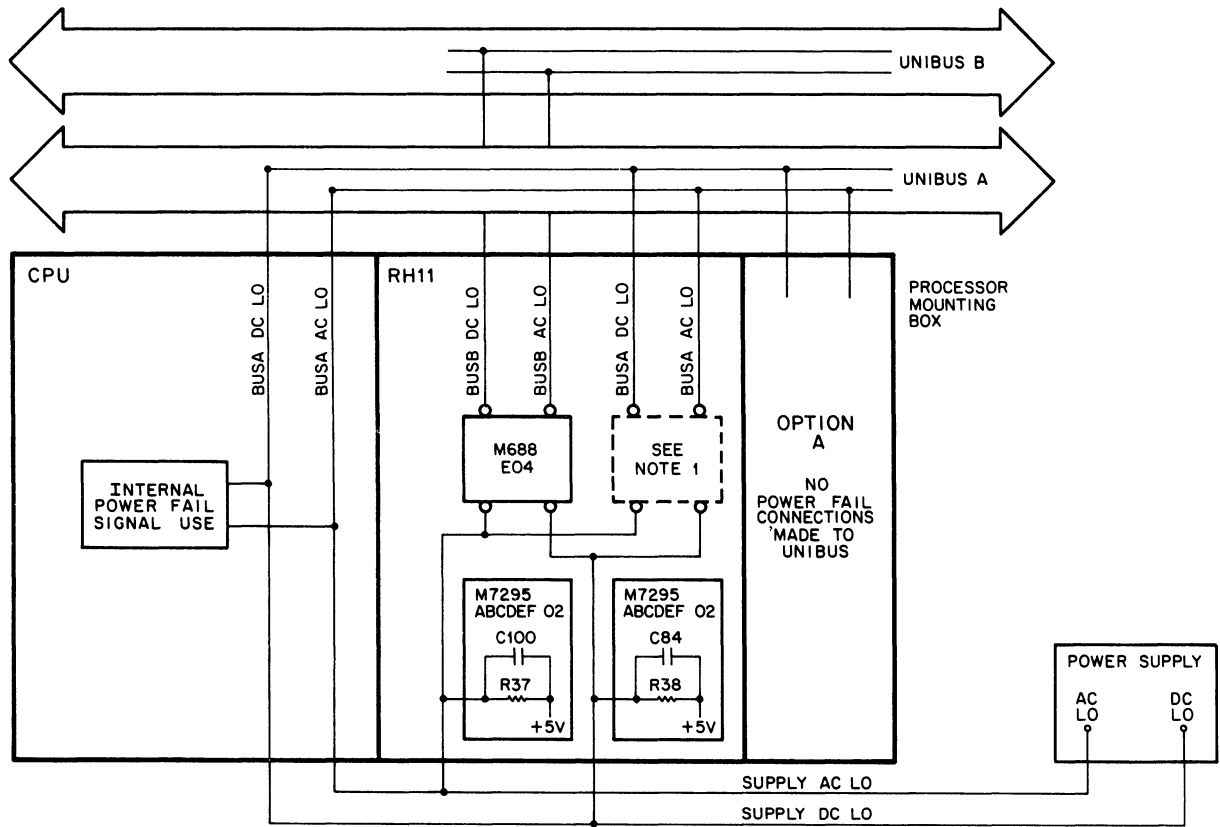 UNIBUS B
UNIBUS A
CPU
RH11
PROCESSOR
MOUNTING
BOX
BUSA DC LO
BUSA AC LO
BUSB DC LO
BUSB AC LO
BUSA DC LO
BUSA AC LO
INTERNAL
POWER FAIL
SIGNAL USE
M688
E04
SEE
NOTE 1
OPTION
A
NO
POWER FAIL
CONNECTIONS
'MADE TO
UNIBUS
M7295
ABCDEF 02
C100
R37
+5V
M7295
ABCDEF 02
C84
R38
+5V
POWER SUPPLY
AC
LO
DC
LO
SUPPLY AC LO
SUPPLY DC LO